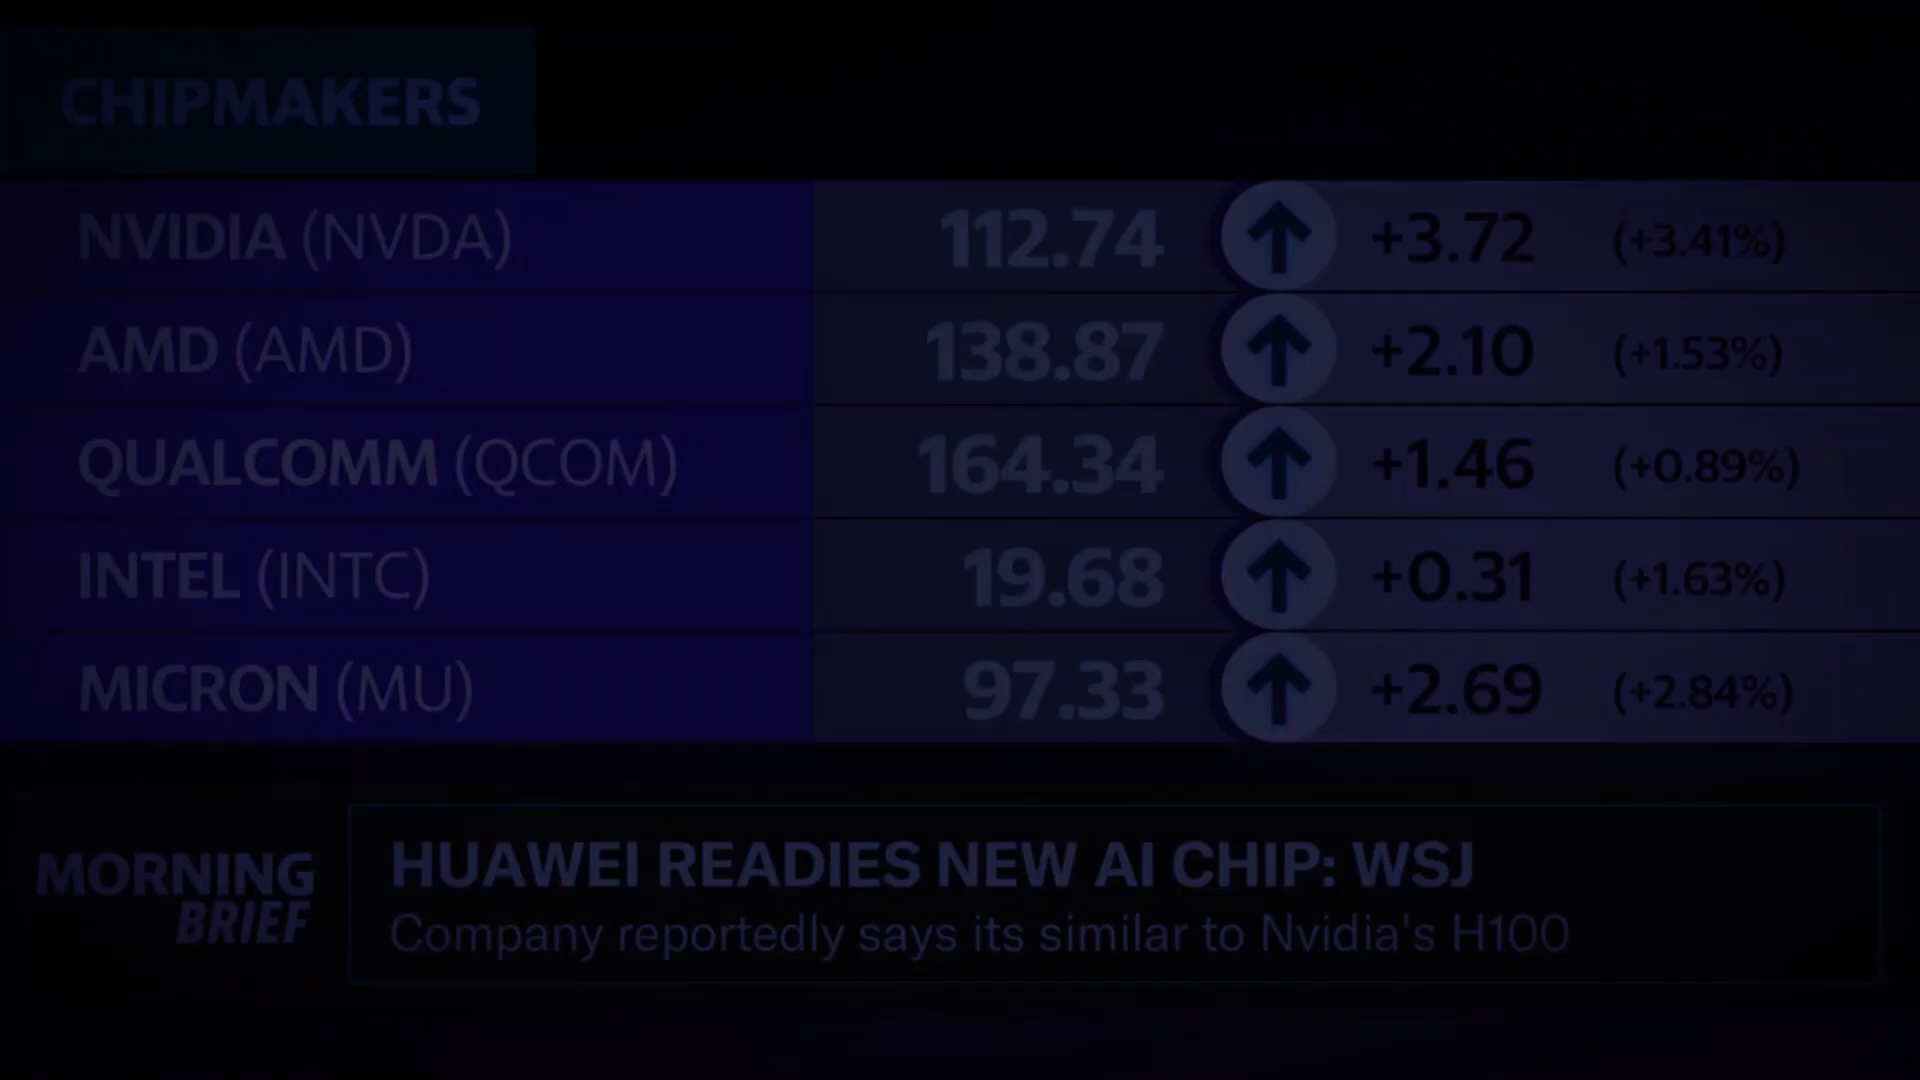 CHIPMAKERS
NVIDIA (NVDA) 112.74 +3.72 (+3.41%)
AMD (AMD) 138.87 +2.10 (+1.53%)
QUALCOMM (QCOM) 164.34 +1.46 (+0.89%)
INTEL (INTC) 19.68 +0.31 (+1.63%)
MICRON (MU) 97.33 +2.69 (+2.84%)
MORNING
BRIEF
HUAWEI READIES NEW AI CHIP: WSJ
Company reportedly says its similar to Nvidia's H100